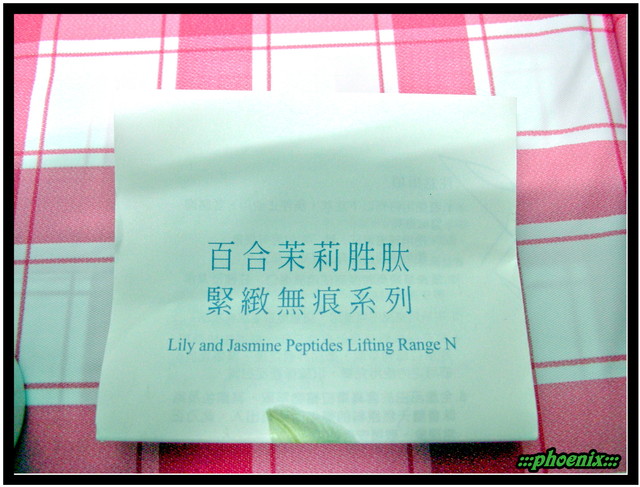 百合茉莉胜肽
緊緻無痕系列
Lily and Jasmine Peptides Lifting Range N
:::phoenix:::